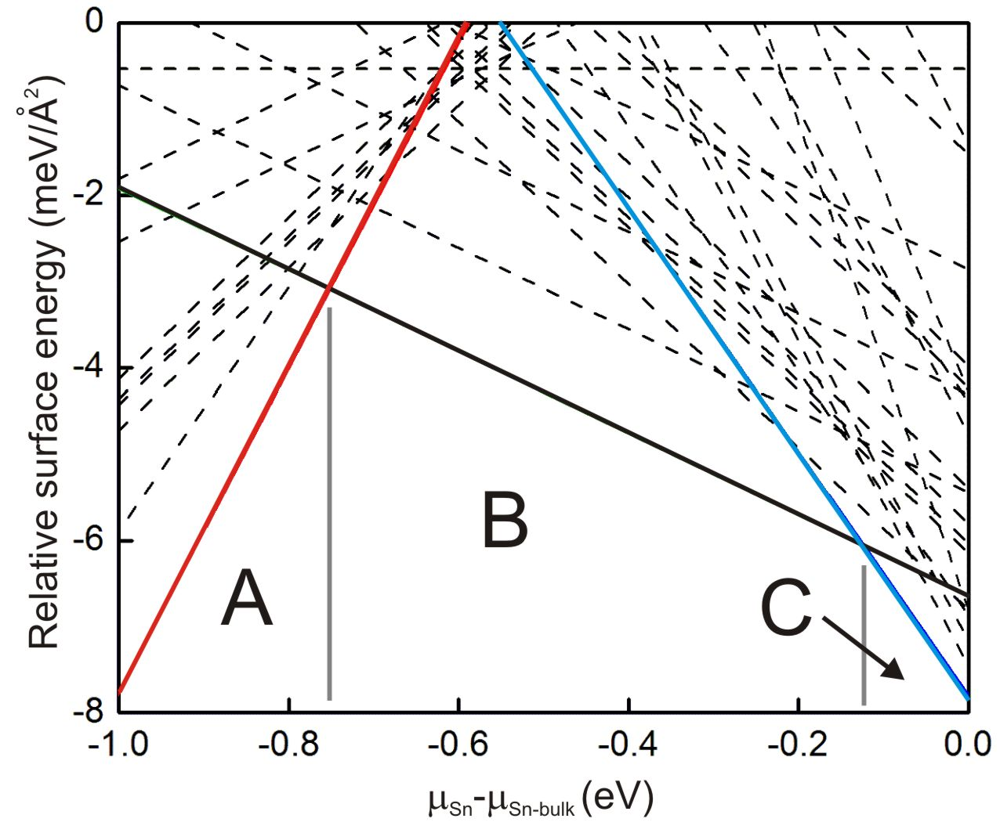 Relative surface energy (meV/Å²)
0
-2
-4
-6
-8
A
B
C
-1.0 -0.8 -0.6 -0.4 -0.2 0.0
μSn-μSn-bulk (eV)